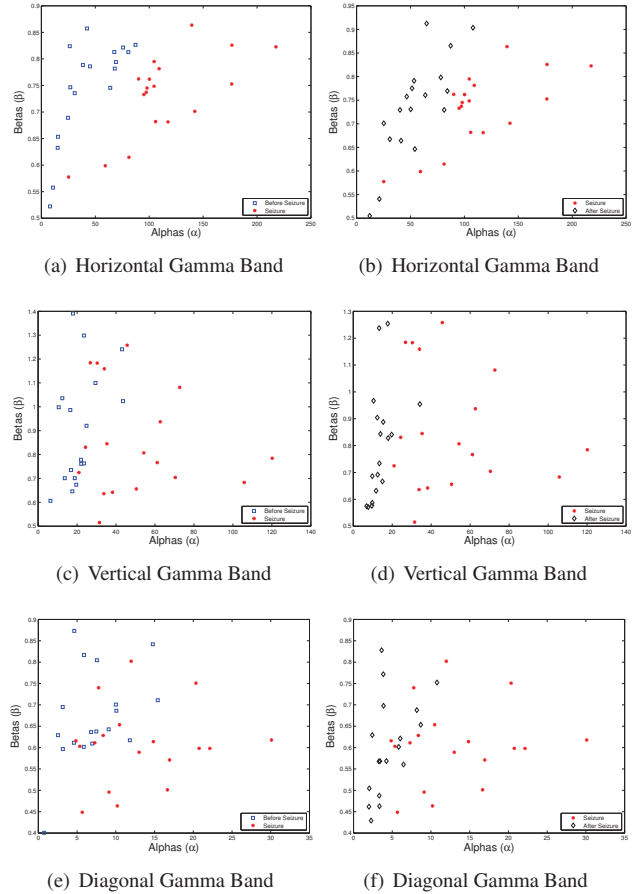 0.9
0.85
0.8
0.75
0.7
0.65
0.6
0.55
0.5
0 50 100 150 200 250
Betas (β)
Alphas (α)
Before Seizure
Seizure
(a) Horizontal Gamma Band
0.95
0.9
0.85
0.8
0.75
0.7
0.65
0.6
0.55
0.5
0 50 100 150 200 250
Betas (β)
Alphas (α)
Seizure
After Seizure
(b) Horizontal Gamma Band
1.4
1.3
1.2
1.1
1
0.9
0.8
0.7
0.6
0.5
0 20 40 60 80 100 120 140
Betas (β)
Alphas (α)
Before Seizure
Seizure
(c) Vertical Gamma Band
1.3
1.2
1.1
1
0.9
0.8
0.7
0.6
0.5
0 20 40 60 80 100 120 140
Betas (β)
Alphas (α)
Seizure
After Seizure
(d) Vertical Gamma Band
0.9
0.85
0.8
0.75
0.7
0.65
0.6
0.55
0.5
0.45
0.4
0 5 10 15 20 25 30 35
Betas (β)
Alphas (α)
Before Seizure
Seizure
(e) Diagonal Gamma Band
0.9
0.85
0.8
0.75
0.7
0.65
0.6
0.55
0.5
0.45
0.4
0 5 10 15 20 25 30 35
Betas (β)
Alphas (α)
Seizure
After Seizure
(f) Diagonal Gamma Band